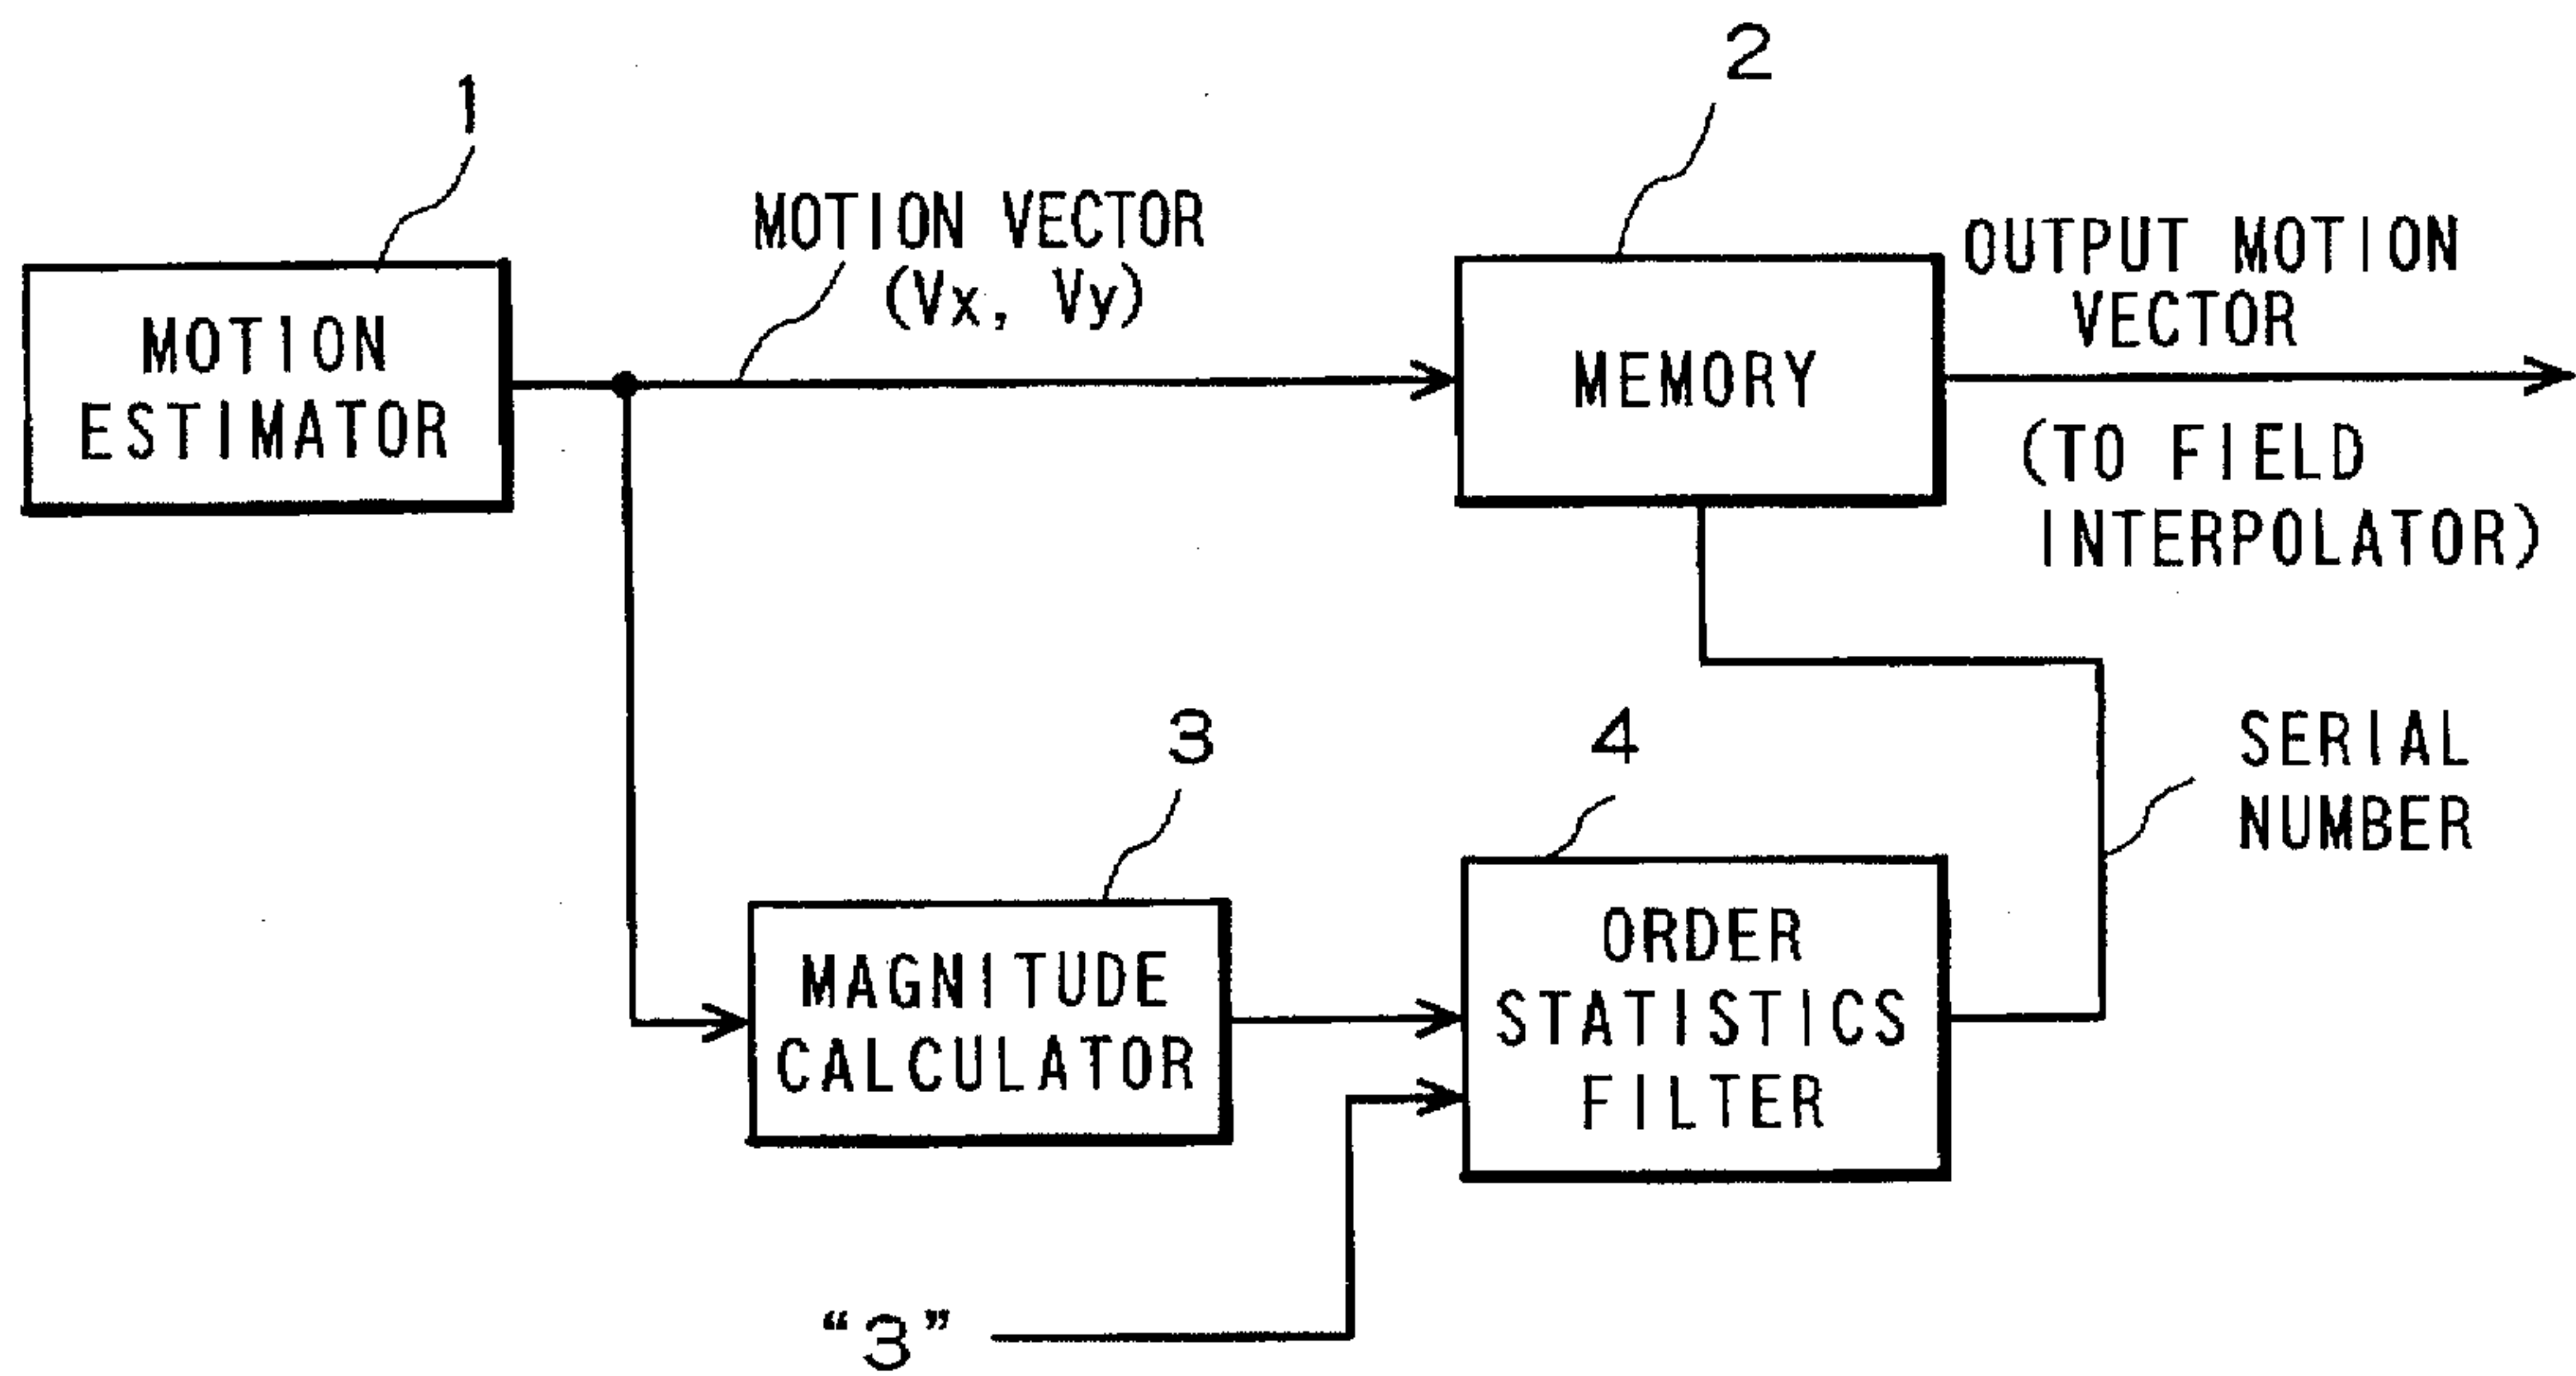 1
2
MOTION VECTOR
(Vx, Vy)
OUTPUT MOTION
VECTOR
MOTION
ESTIMATOR
MEMORY
(TO FIELD
INTERPOLATOR)
3
4
SERIAL
NUMBER
MAGNITUDE
CALCULATOR
ORDER
STATISTICS
FILTER
“3”